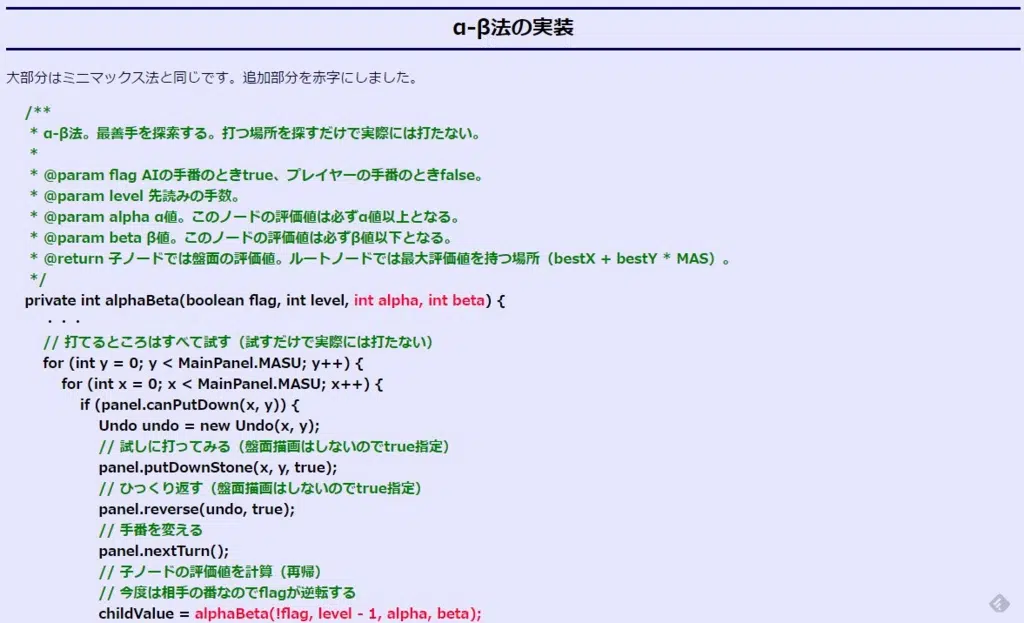 α-β法の実装
大部分はミニマックス法と同じです。追加部分を赤字にしました。
/**
* α-β法。最善手を探索する。打つ場所を探すだけで実際には打たない。
*
* @param flag AIの手番のときtrue、プレイヤーの手番のときfalse。
* @param level 先読みの手数。
* @param alpha α値。このノードの評価値は必ずα値以上となる。
* @param beta β値。このノードの評価値は必ずβ値以下となる。
* @return 子ノードでは盤面の評価値。ルートノードでは最大評価値を持つ場所（bestX + bestY * MAS）。
*/
private int alphaBeta(boolean flag, int level, int alpha, int beta) {
・・・
// 打てるところはすべて試す（試すだけで実際には打たない）
for (int y = 0; y < MainPanel.MASU; y++) {
for (int x = 0; x < MainPanel.MASU; x++) {
if (panel.canPutDown(x, y)) {
Undo undo = new Undo(x, y);
// 試しに打ってみる（盤面描画はしないのでtrue指定）
panel.putDownStone(x, y, true);
// ひっくり返す（盤面描画はしないのでtrue指定）
panel.reverse(undo, true);
// 手番を変える
panel.nextTurn();
// 子ノードの評価値を計算（再帰）
// 今度は相手の番なのでflagが逆転する
childValue = alphaBeta(!flag, level - 1, alpha, beta);